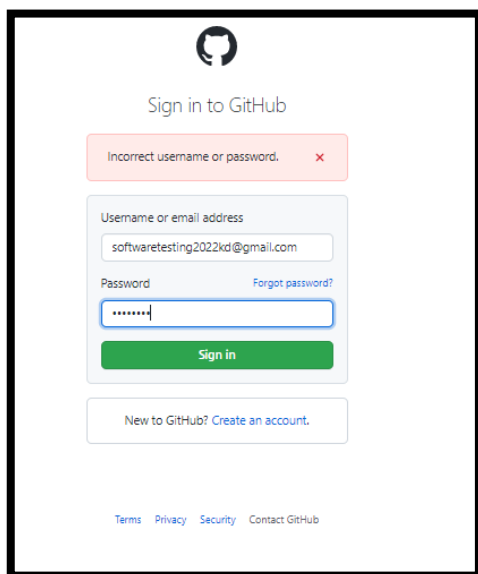 Sign in to GitHub
Incorrect username or password. ×
Username or email address
softwaretesting2022kd@gmail.com
Password Forgot password?
••••••••
Sign in
New to GitHub? Create an account.
Terms Privacy Security Contact GitHub